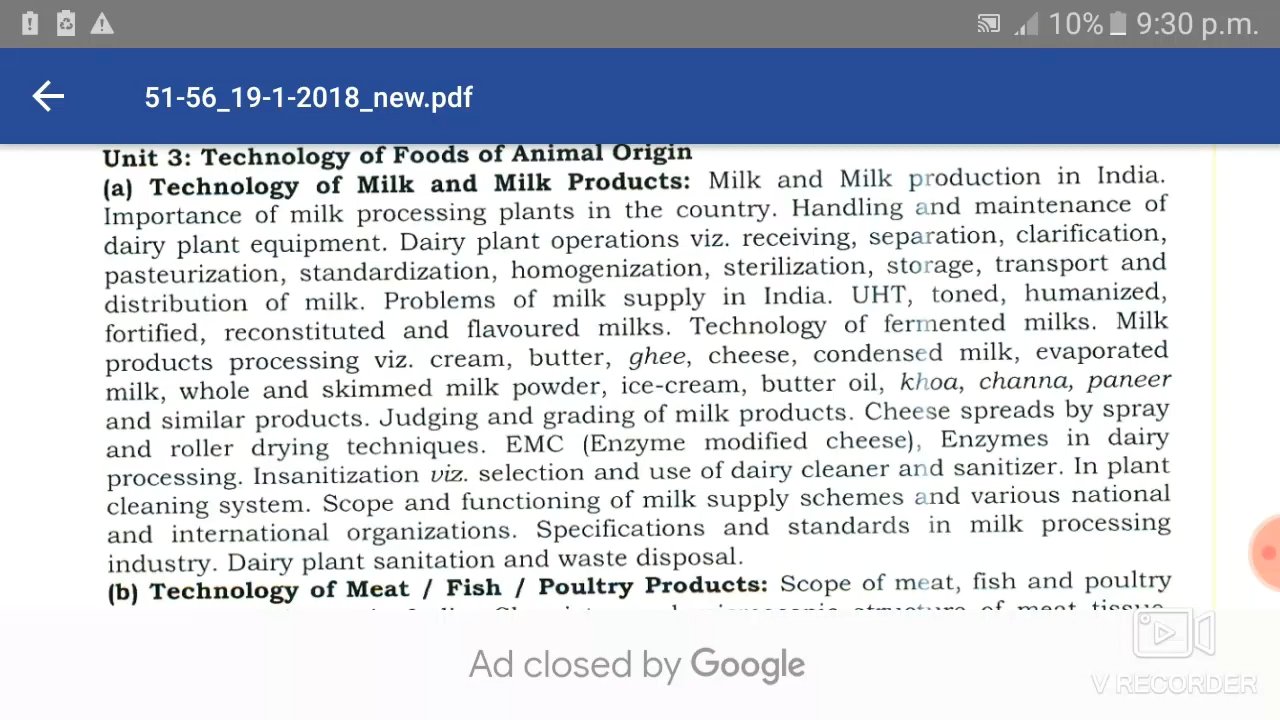 10% 9:30 p.m.
51-56_19-1-2018_new.pdf
Unit 3: Technology of Foods of Animal Origin
(a) Technology of Milk and Milk Products: Milk and Milk production in India.
Importance of milk processing plants in the country. Handling and maintenance of
dairy plant equipment. Dairy plant operations viz. receiving, separation, clarification,
pasteurization, standardization, homogenization, sterilization, storage, transport and
distribution of milk. Problems of milk supply in India. UHT, toned, humanized,
fortified, reconstituted and flavoured milks. Technology of fermented milks. Milk
products processing viz. cream, butter, ghee, cheese, condensed milk, evaporated
milk, whole and skimmed milk powder, ice-cream, butter oil, khoa, channa, paneer
and similar products. Judging and grading of milk products. Cheese spreads by spray
and roller drying techniques. EMC (Enzyme modified cheese), Enzymes in dairy
processing. Insanitization viz. selection and use of dairy cleaner and sanitizer. In plant
cleaning system. Scope and functioning of milk supply schemes and various national
and international organizations. Specifications and standards in milk processing
industry. Dairy plant sanitation and waste disposal.
(b) Technology of Meat / Fish / Poultry Products: Scope of meat, fish and poultry
structure of meat tissue,
Ad closed by Google
V RECORDER